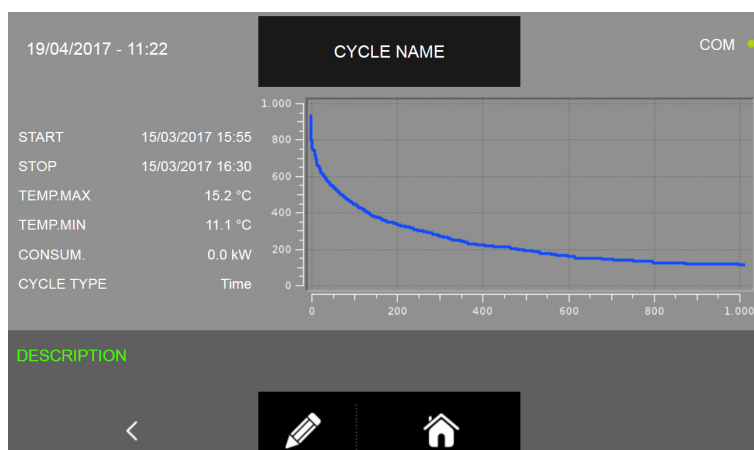 19/04/2017 - 11:22
CYCLE NAME
COM
START 15/03/2017 15:55
STOP 15/03/2017 16:30
TEMP.MAX 15.2 °C
TEMP.MIN 11.1 °C
CONSUM. 0.0 kW
CYCLE TYPE Time
1.000
800
600
400
200
0
0 200 400 600 800 1.000
DESCRIPTION